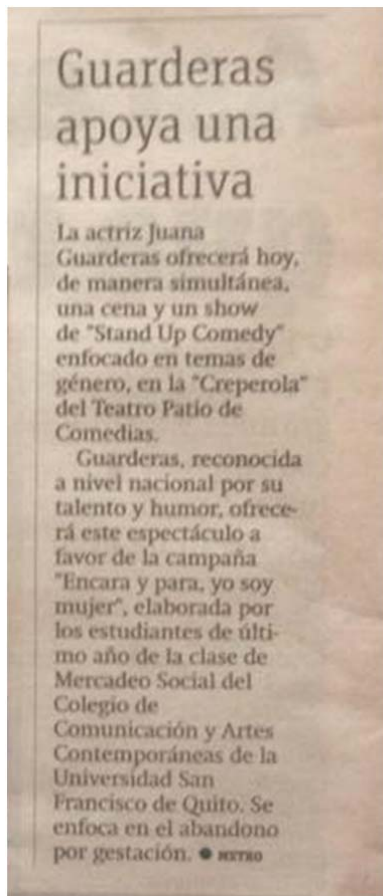 Guarderas
apoya una
iniciativa
La actriz Juana
Guarderas ofrecerá hoy,
de manera simultánea,
una cena y un show
de "Stand Up Comedy"
enfocado en temas de
género, en la "Creperola"
del Teatro Patio de
Comedias.
Guarderas, reconocida
a nivel nacional por su
talento y humor, ofrece-
rá este espectáculo a
favor de la campaña
"Encara y para, yo soy
mujer", elaborada por
los estudiantes de últi-
mo año de la clase de
Mercadeo Social del
Colegio de
Comunicación y Artes
Contemporáneas de la
Universidad San
Francisco de Quito. Se
enfoca en el abandono
por gestación. ● METRO